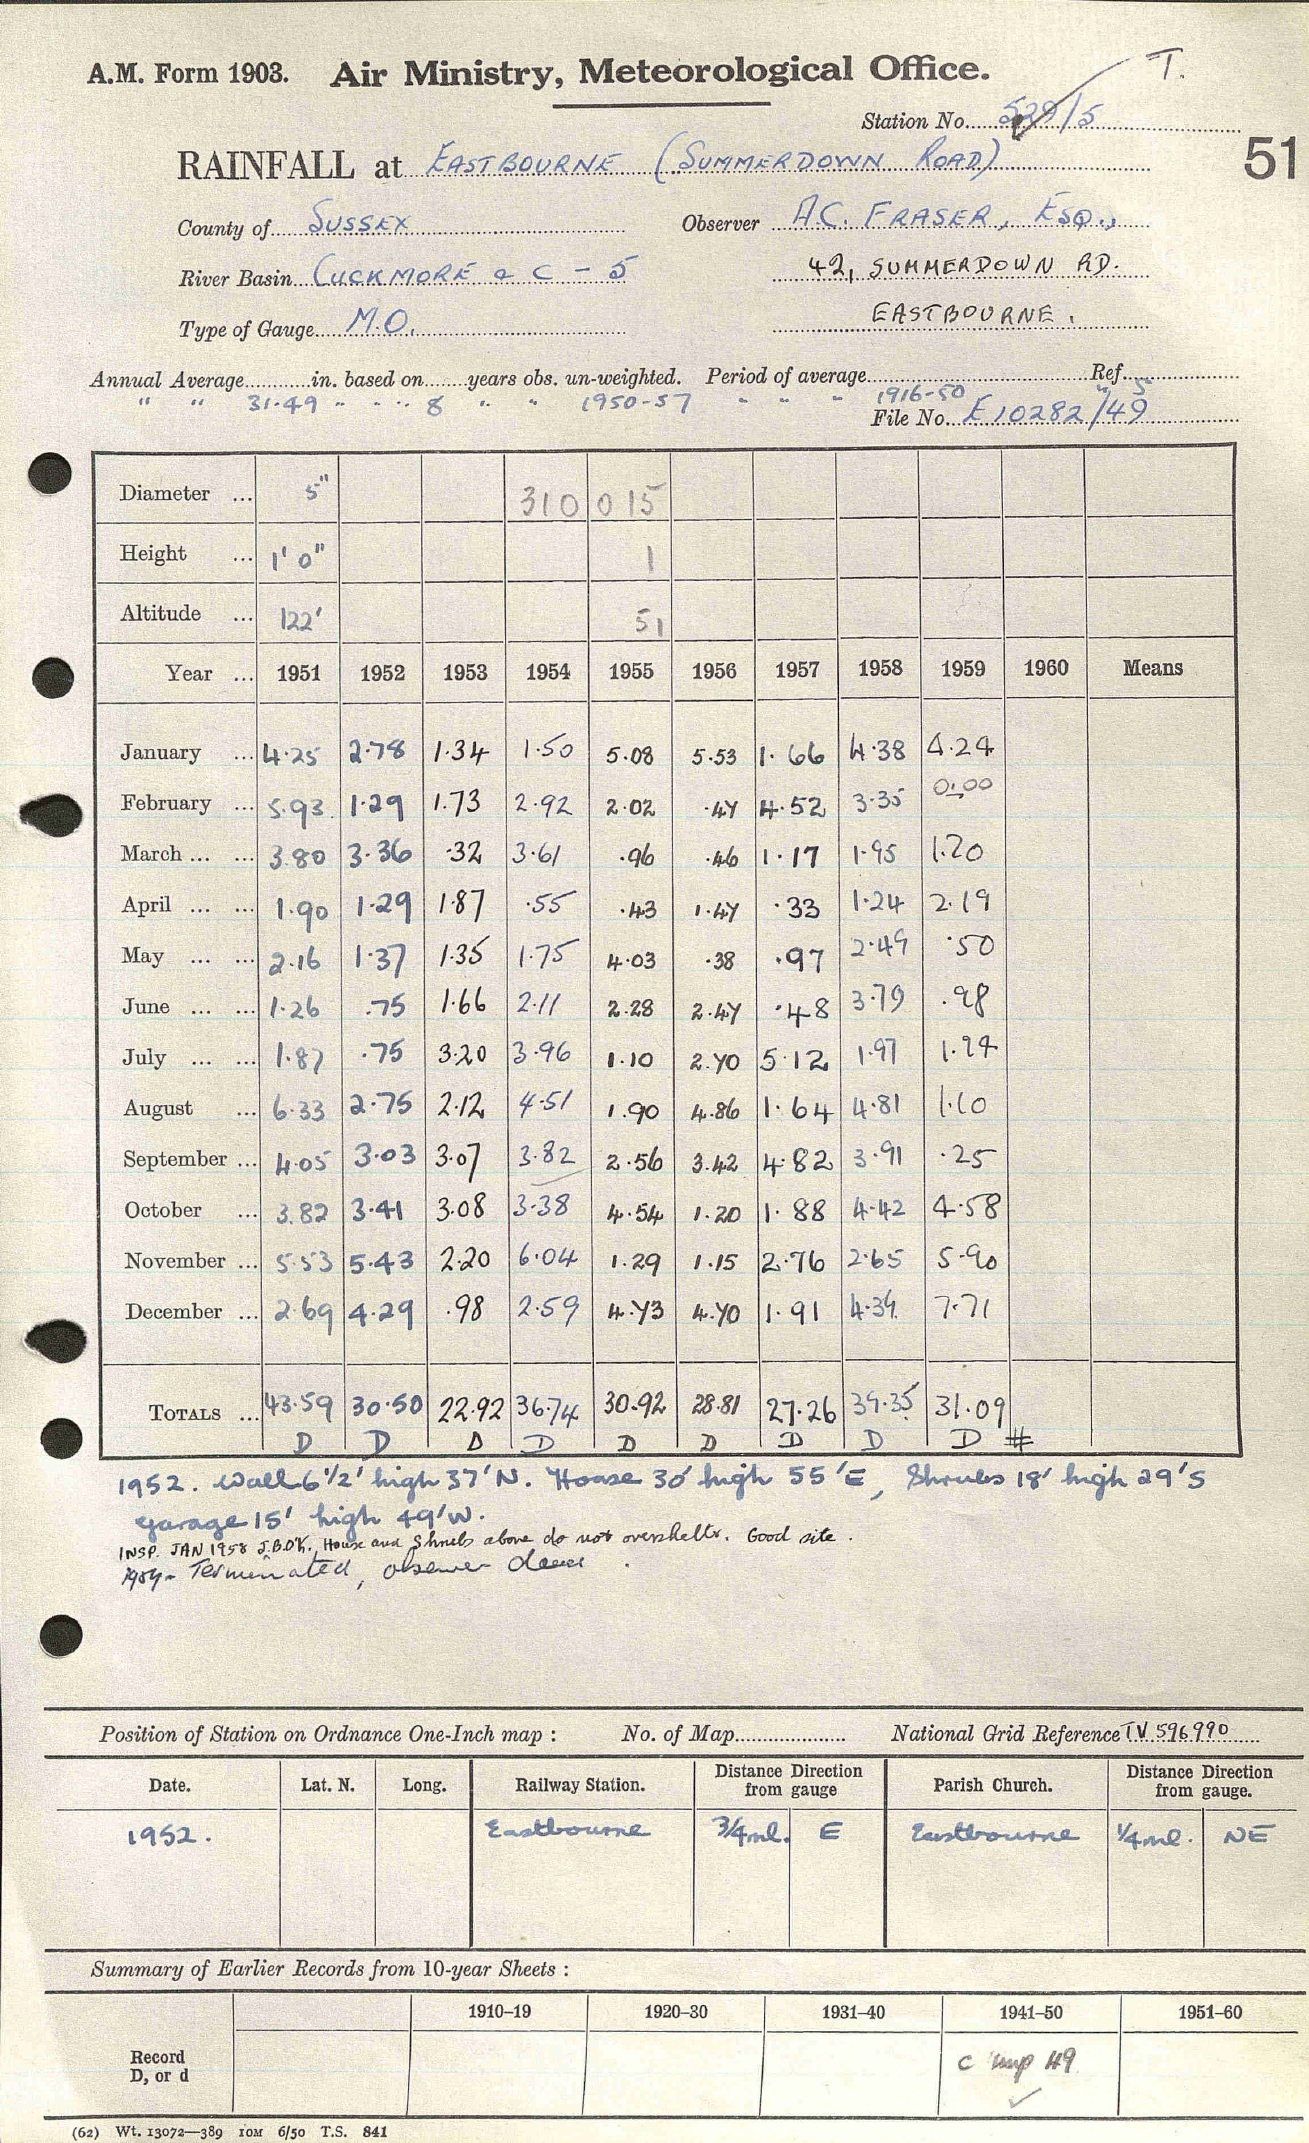 A.M. Form 1903. Air Ministry, Meteorological Office. T.
Station No. 529/5
51
RAINFALL at EASTBOURNE (SUMMERDOWN ROAD)
County of SUSSEX Observer A.C. FRASER, ESQ.,
River Basin CUCKMORE & C - 5 42, SUMMERDOWN RD.
Type of Gauge M.O. EASTBOURNE.
Annual Average in. based on years obs. un-weighted. Period of average Ref.
" " 31.49 " " " 8 " " 1950-57 " " " 1916-50 " 5
File No. E10282/49
Diameter ... 5" 310 015
Height ... 1' 0" 1
Altitude ... 122' 51
Year ... 1951 1952 1953 1954 1955 1956 1957 1958 1959 1960 Means
January ... 4.25 2.78 1.34 1.50 5.08 5.53 1.66 4.38 4.24
February ... 5.93 1.29 1.73 2.92 2.02 .47 4.52 3.35 0.00
March ... ... 3.80 3.36 .32 3.61 .96 .46 1.17 1.95 1.20
April ... ... 1.90 1.29 1.87 .55 .43 1.47 .33 1.24 2.19
May ... ... 2.16 1.37 1.35 1.75 4.03 .38 .97 2.49 .50
June ... ... 1.26 .75 1.66 2.11 2.28 2.47 .48 3.79 .98
July ... ... 1.87 .75 3.20 3.96 1.10 2.70 5.12 1.97 1.94
August ... 6.33 2.75 2.12 4.51 1.90 4.86 1.64 4.81 1.10
September ... 4.05 3.03 3.07 3.82 2.56 3.42 4.82 3.91 .25
October ... 3.82 3.41 3.08 3.38 4.54 1.20 1.88 4.42 4.58
November ... 5.53 5.43 2.20 6.04 1.29 1.15 2.76 2.65 5.90
December ... 2.69 4.29 .98 2.59 4.73 4.70 1.91 4.39 7.71
TOTALS ... 43.59 30.50 22.92 36.74 30.92 28.81 27.26 39.35 31.09
D D D D D D D D D #
1952. Wall 6 1/2' high 37' N. House 30' high 55' E, Shrubs 18' high 29' S
garage 15' high 49' W.
INSP. JAN 1958 J.B.O'K. House and Shrubs above do not overshelter. Good site.
Terminated, observer
Position of Station on Ordnance One-Inch map : No. of Map National Grid Reference TV 596990
Date. Lat. N. Long. Railway Station. Distance from gauge Direction Parish Church. Distance from gauge. Direction
1952. Eastbourne 3/4 ml. E Eastbourne 1/4 ml. NE
Summary of Earlier Records from 10-year Sheets :
1910–19 1920–30 1931–40 1941–50 1951–60
Record
D, or d
49
(62) Wt. 13072—389 10M 6/50 T.S. 841